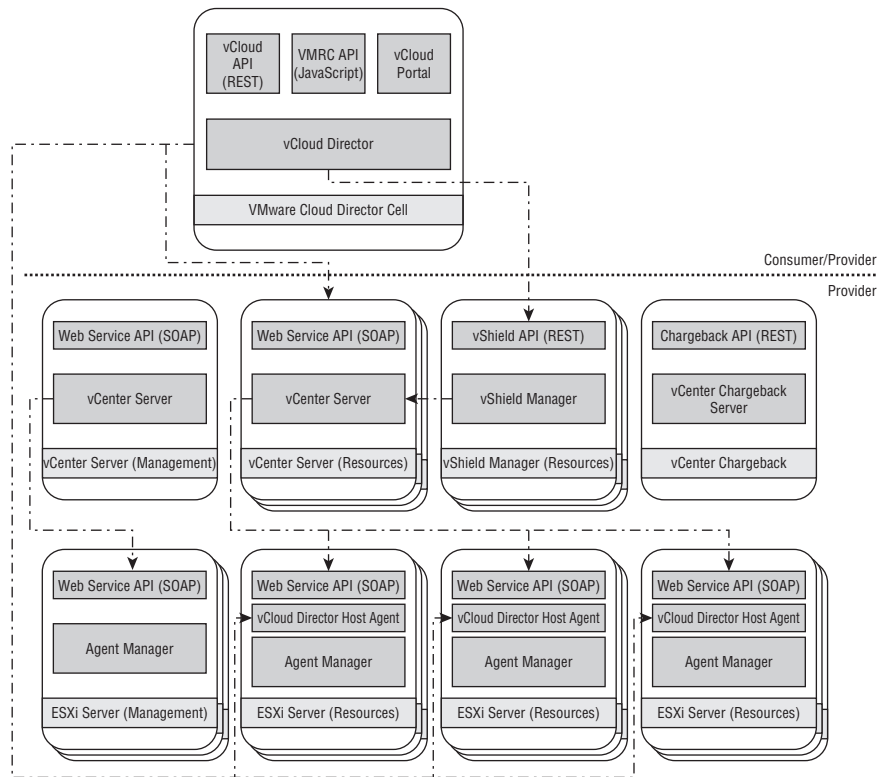 vCloud
API
(REST)
VMRC API
(JavaScript)
vCloud
Portal
vCloud Director
VMware Cloud Director Cell
Consumer/Provider
Provider
Web Service API (SOAP)
vCenter Server
vCenter Server (Management)
Web Service API (SOAP)
vCenter Server
vCenter Server (Resources)
vShield API (REST)
vShield Manager
vShield Manager (Resources)
Chargeback API (REST)
vCenter Chargeback
Server
vCenter Chargeback
Web Service API (SOAP)
Agent Manager
ESXi Server (Management)
Web Service API (SOAP)
vCloud Director Host Agent
Agent Manager
ESXi Server (Resources)
Web Service API (SOAP)
vCloud Director Host Agent
Agent Manager
ESXi Server (Resources)
Web Service API (SOAP)
vCloud Director Host Agent
Agent Manager
ESXi Server (Resources)